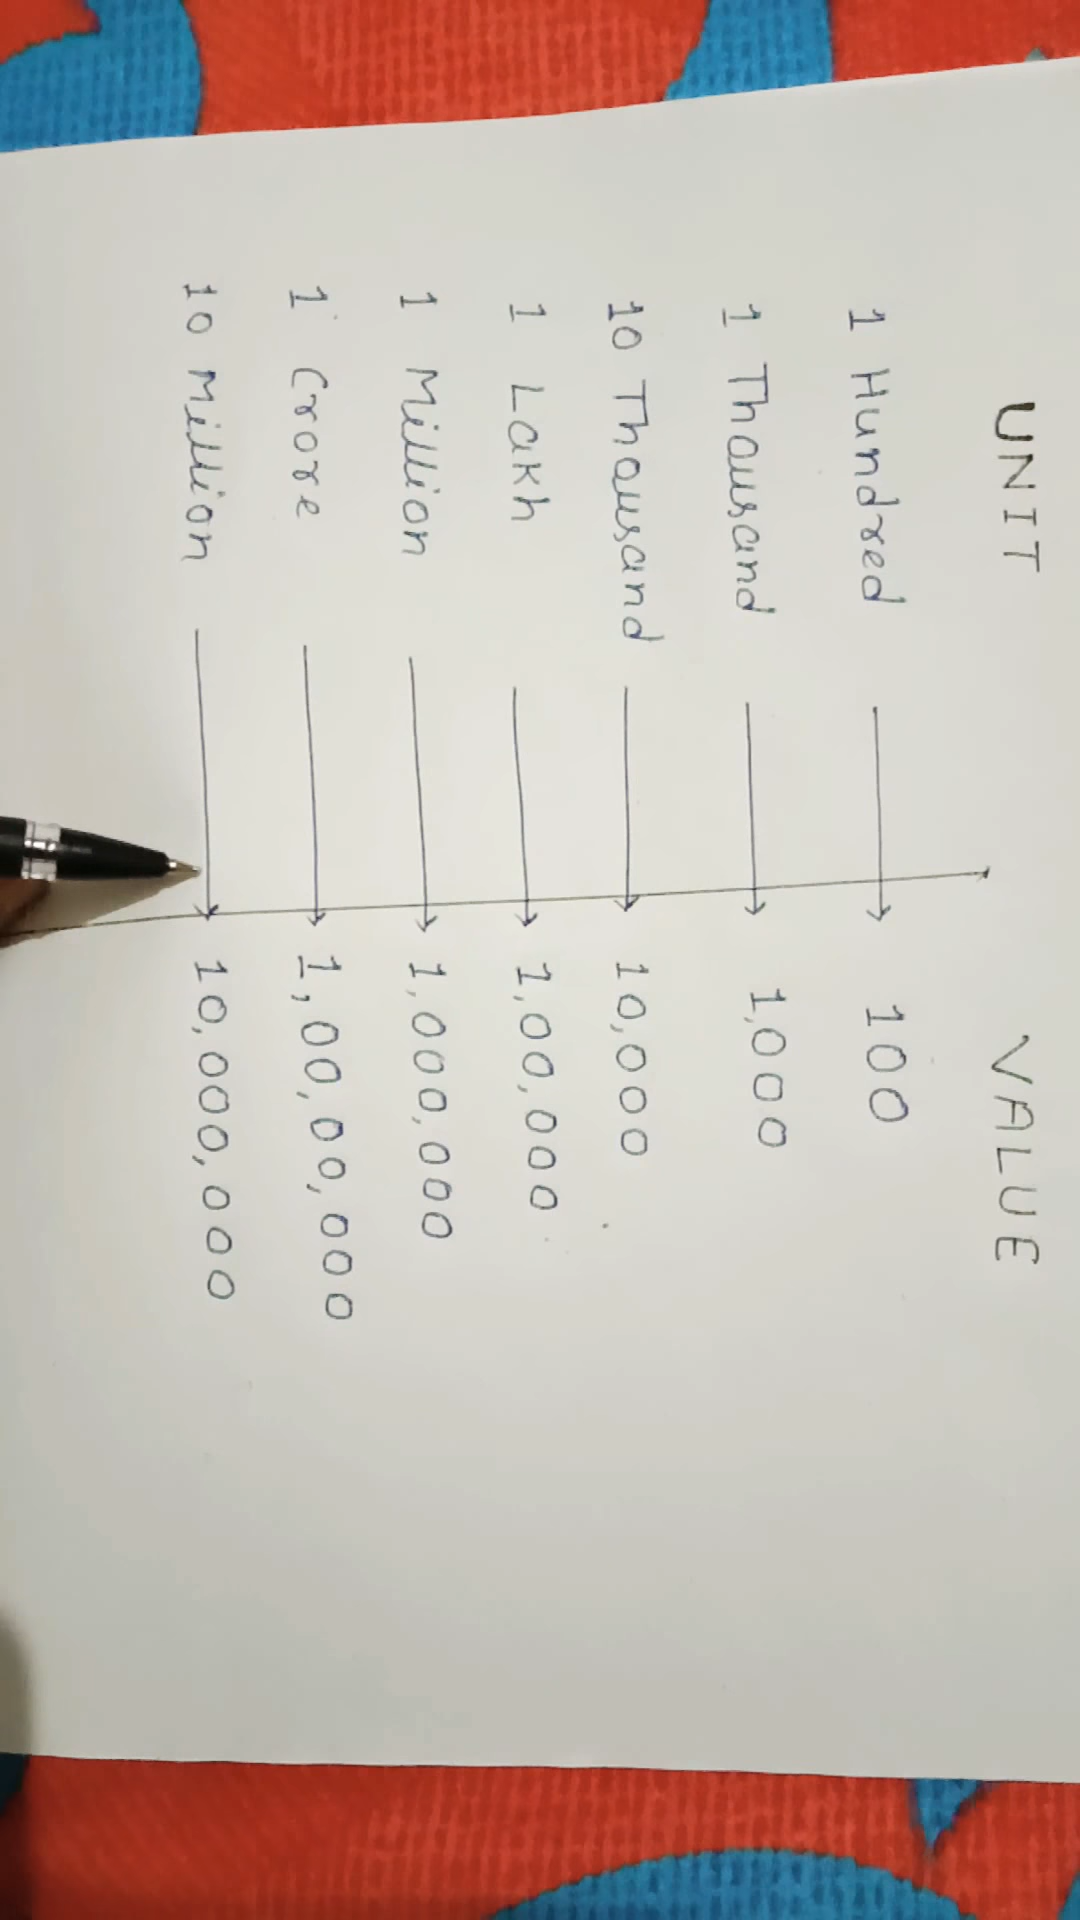 UNIT VALUE
1 Hundred → 100
1 Thousand → 1,000
10 Thousand → 10,000
1 Lakh → 1,00,000
1 Million → 1,000,000
1 Crore → 1,00,00,000
10 Million → 10,000,000